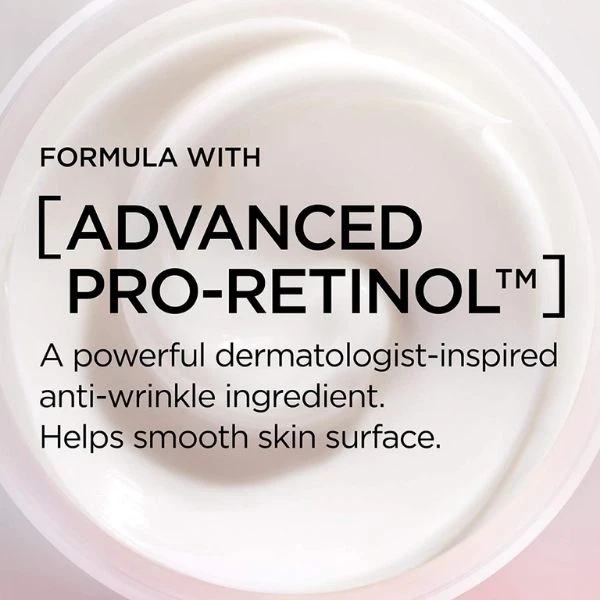 FORMULA WITH
[ADVANCED
PRO-RETINOL™]
A powerful dermatologist-inspired
anti-wrinkle ingredient.
Helps smooth skin surface.